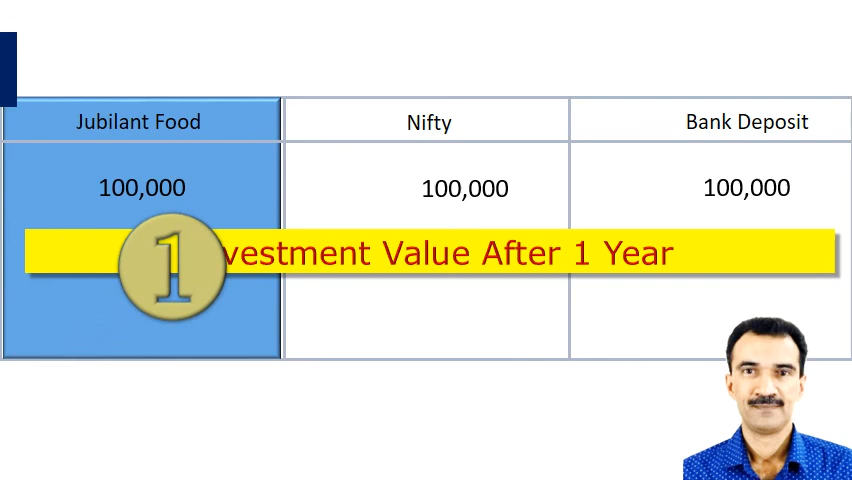 Jubilant Food Nifty Bank Deposit
100,000 100,000 100,000
1 vestment Value After 1 Year